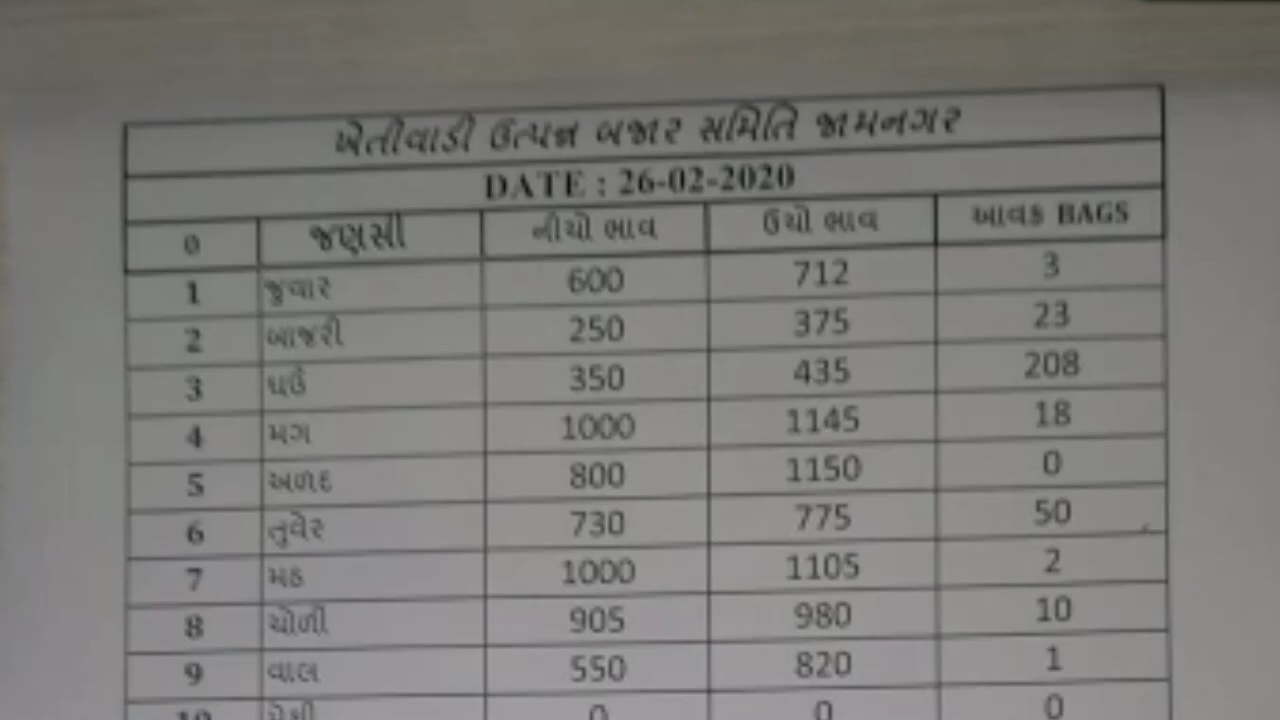 ખેતીવાડી ઉત્પન્ન બજાર સમિતિ જામનગર
DATE : 26-02-2020
0 જણસી નીચો ભાવ ઉચો ભાવ આવક BAGS
1 જુવાર 600 712 3
2 બાજરી 250 375 23
3 ઘઉં 350 435 208
4 મગ 1000 1145 18
5 અળદ 800 1150 0
6 તુવેર 730 775 50
7 મઠ 1000 1105 2
8 ચોળી 905 980 10
9 વાલ 550 820 1
10 0 0 0